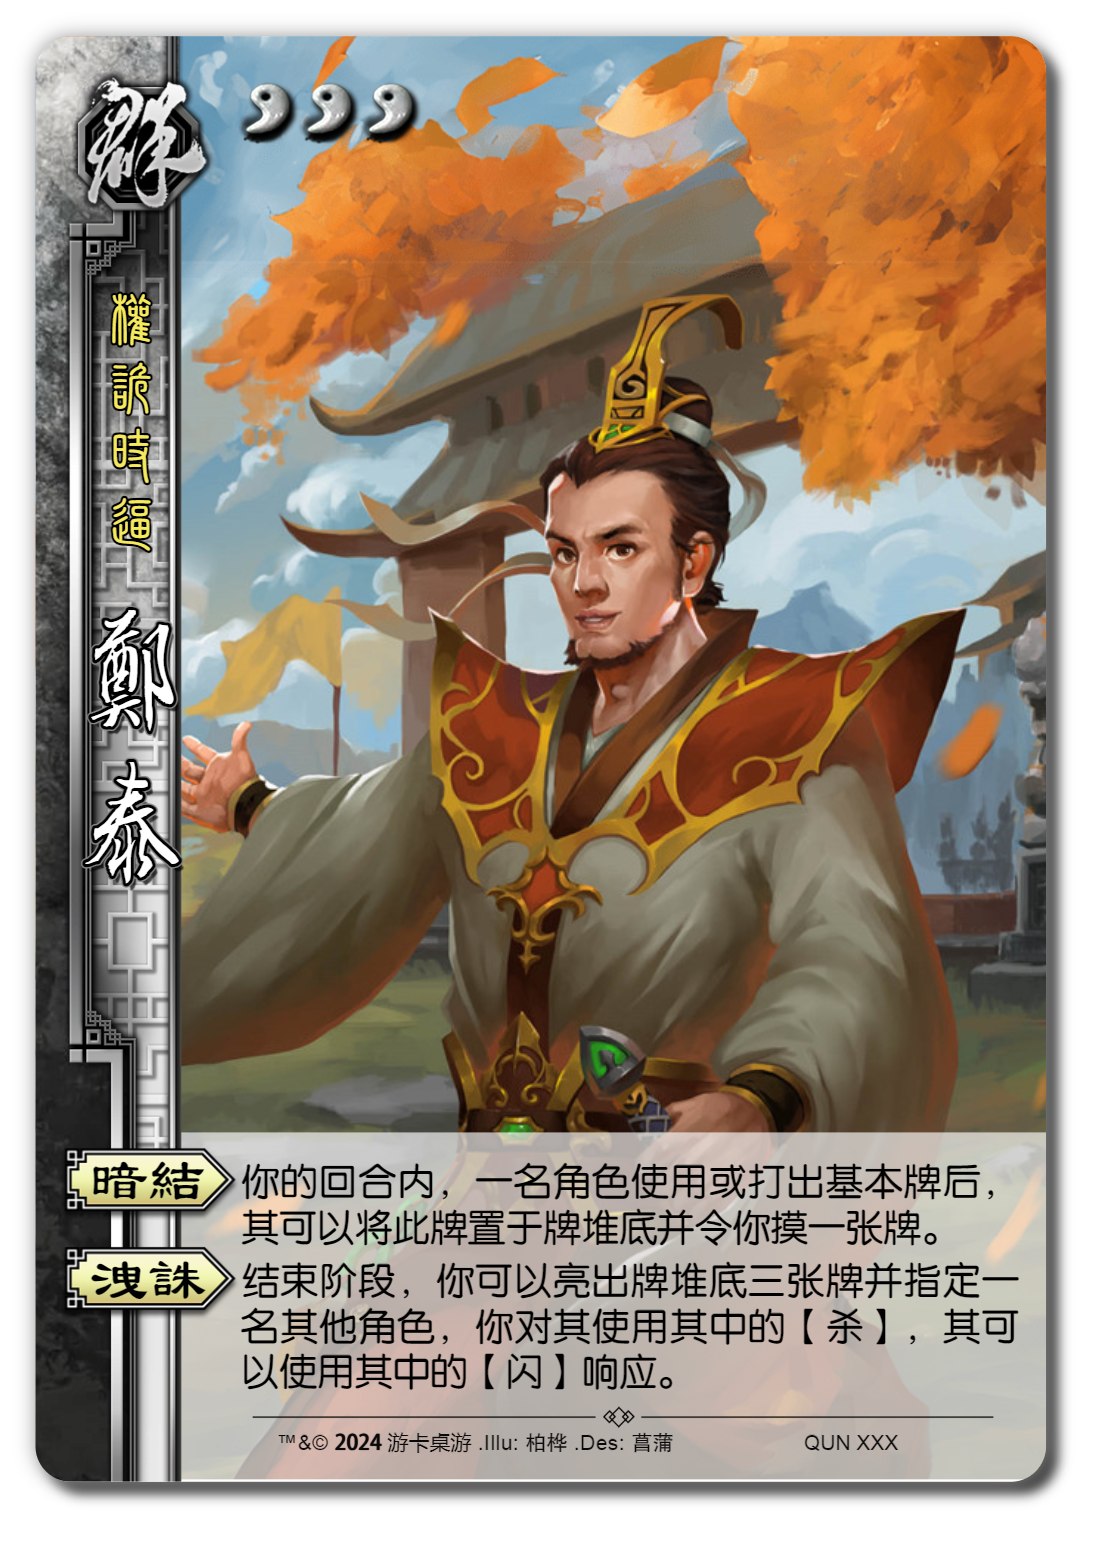 群
權詭時逼
鄭泰
暗結
你的回合内，一名角色使用或打出基本牌后，
其可以将此牌置于牌堆底并令你摸一张牌。
洩誅
结束阶段，你可以亮出牌堆底三张牌并指定一
名其他角色，你对其使用其中的【杀】，其可
以使用其中的【闪】响应。
™&© 2024 游卡桌游 .Illu: 柏桦 .Des: 菖蒲
QUN XXX